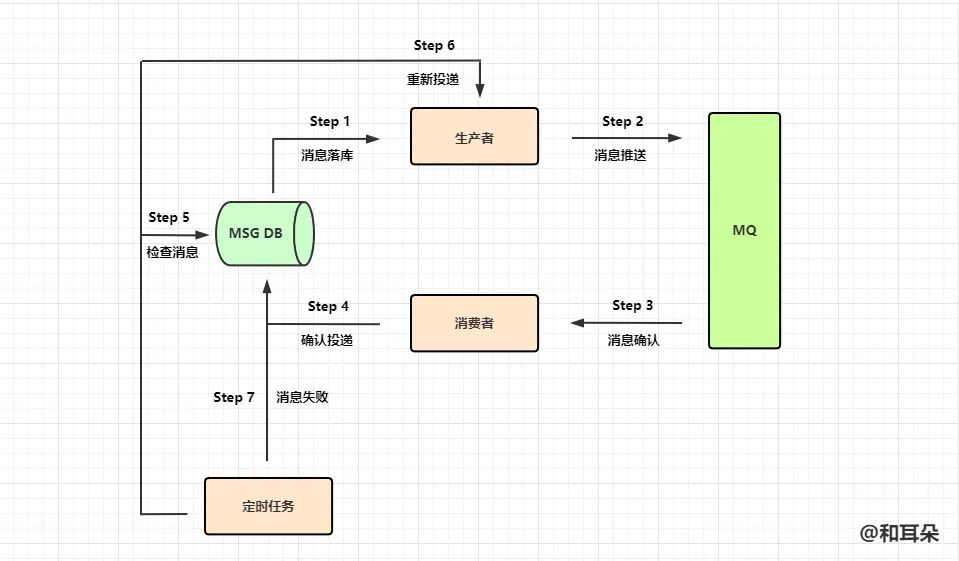 Step 6
重新投递
Step 1
消息落库
生产者
Step 2
消息推送
Step 5
检查消息
MSG DB
MQ
Step 4
确认投递
消费者
Step 3
消息确认
Step 7
消息失败
定时任务
@和耳朵